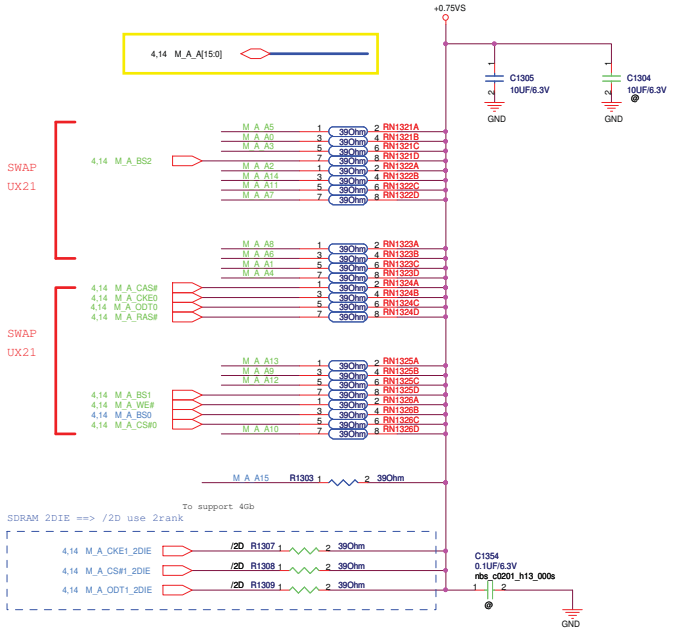 +0.75VS
4,14 M_A_A[15:0]
1
2
C1305
10UF/6.3V
GND
1
2
C1304
10UF/6.3V
@
GND
SWAP
UX21
M_A_A5 1 39Ohm 2 RN1321A
M_A_A0 3 39Ohm 4 RN1321B
M_A_A3 5 39Ohm 6 RN1321C
4,14 M_A_BS2 7 39Ohm 8 RN1321D
M_A_A2 1 39Ohm 2 RN1322A
M_A_A14 3 39Ohm 4 RN1322B
M_A_A11 5 39Ohm 6 RN1322C
M_A_A7 7 39Ohm 8 RN1322D
M_A_A8 1 39Ohm 2 RN1323A
M_A_A6 3 39Ohm 4 RN1323B
M_A_A1 5 39Ohm 6 RN1323C
M_A_A4 7 39Ohm 8 RN1323D
SWAP
UX21
4,14 M_A_CAS# 1 39Ohm 2 RN1324A
4,14 M_A_CKE0 3 39Ohm 4 RN1324B
4,14 M_A_ODT0 5 39Ohm 6 RN1324C
4,14 M_A_RAS# 7 39Ohm 8 RN1324D
M_A_A13 1 39Ohm 2 RN1325A
M_A_A9 3 39Ohm 4 RN1325B
M_A_A12 5 39Ohm 6 RN1325C
4,14 M_A_BS1 7 39Ohm 8 RN1325D
4,14 M_A_WE# 1 39Ohm 2 RN1326A
4,14 M_A_BS0 3 39Ohm 4 RN1326B
4,14 M_A_CS#0 5 39Ohm 6 RN1326C
M_A_A10 7 39Ohm 8 RN1326D
M_A_A15 R1303 1 2 39Ohm
To support 4Gb
SDRAM 2DIE ==> /2D use 2rank
4,14 M_A_CKE1_2DIE /2D R1307 1 2 39Ohm
4,14 M_A_CS#1_2DIE /2D R1308 1 2 39Ohm
4,14 M_A_ODT1_2DIE /2D R1309 1 2 39Ohm
C1354
0.1UF/6.3V
nbs_c0201_h13_000s
1 2
@
GND